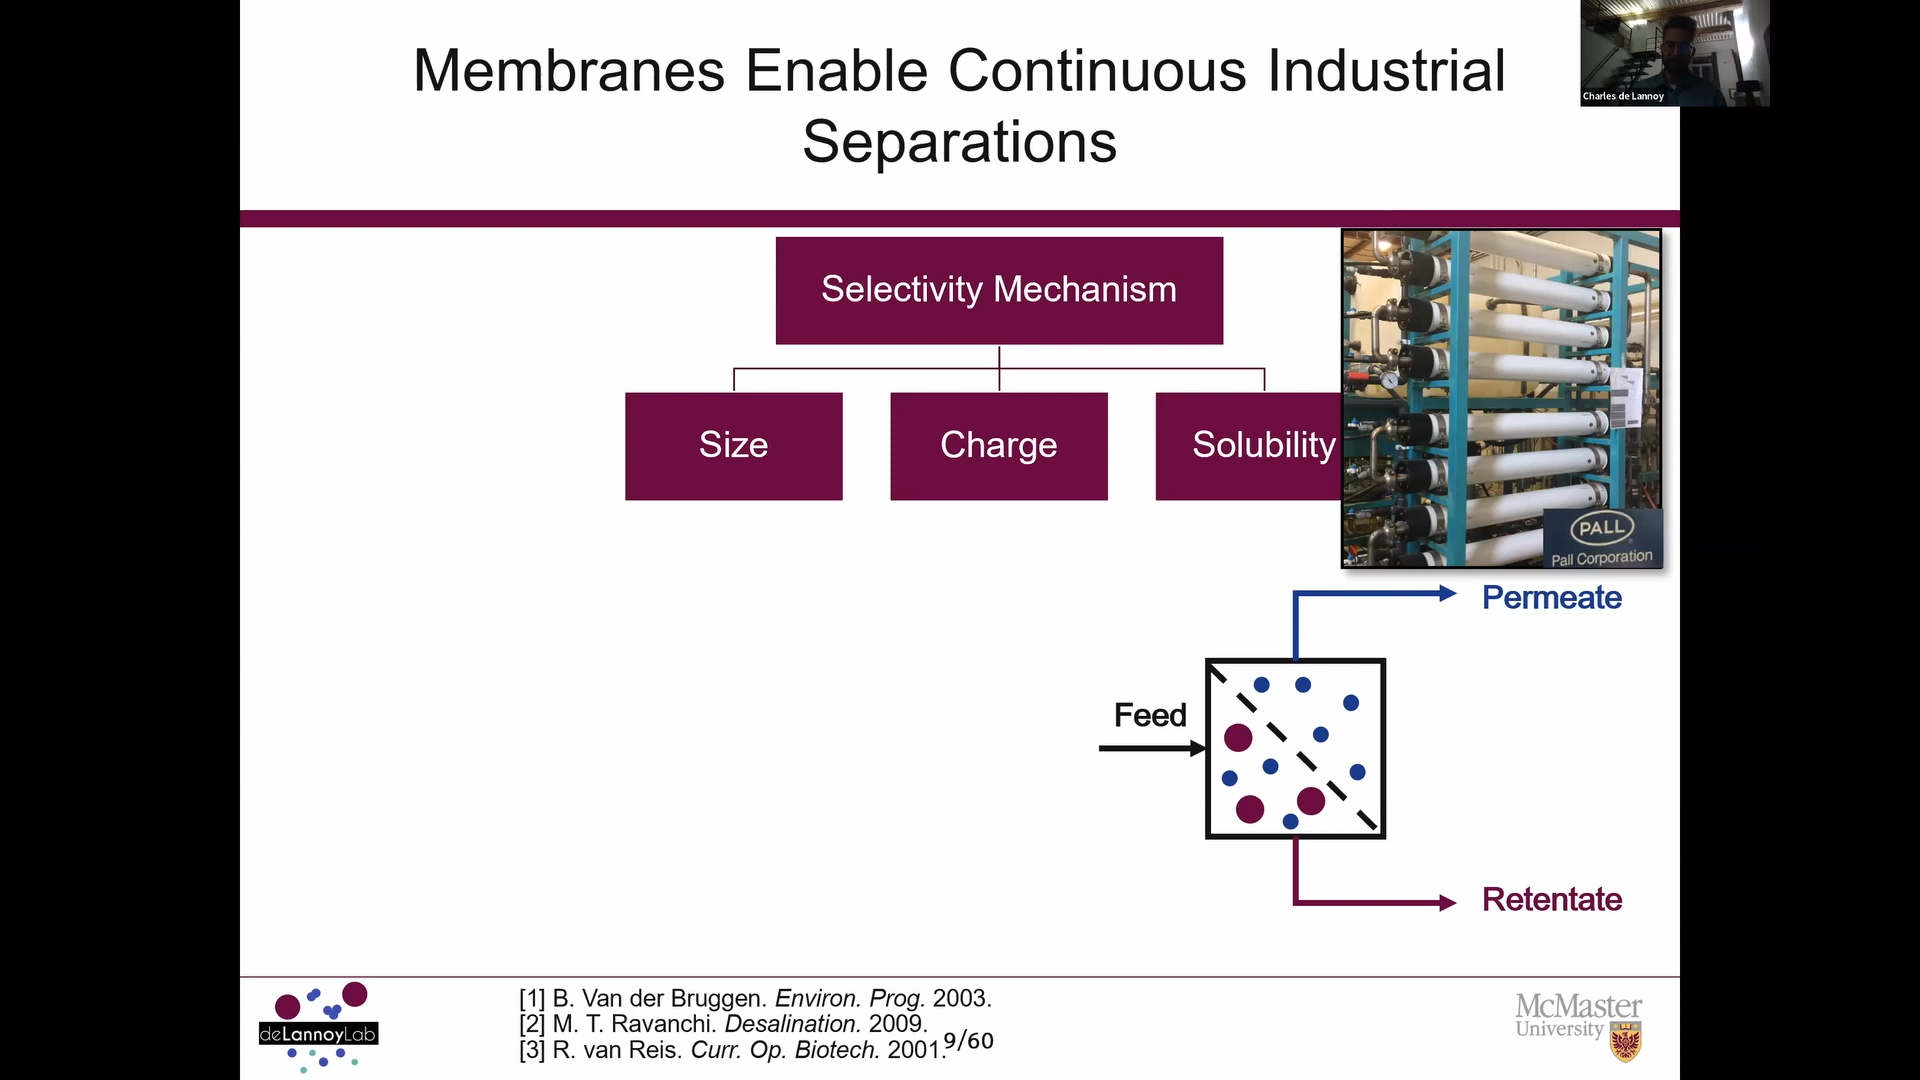 Membranes Enable Continuous Industrial
Separations
Charles de Lannoy
Selectivity Mechanism
Size
Charge
Solubility
PALL
Pall Corporation
Permeate
Feed
Retentate
deLannoyLab
[1] B. Van der Bruggen. Environ. Prog. 2003.
[2] M. T. Ravanchi. Desalination. 2009.
[3] R. van Reis. Curr. Op. Biotech. 2001.
9/60
McMaster
University